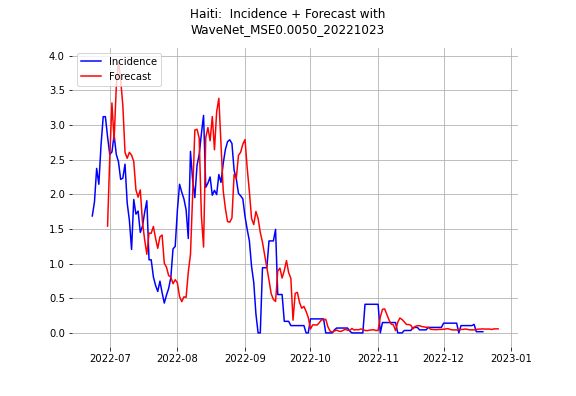 Haiti:  Incidence + Forecast with
WaveNet_MSE0.0050_20221023
Incidence
Forecast
4.0
3.5
3.0
2.5
2.0
1.5
1.0
0.5
0.0
2022-07 2022-08 2022-09 2022-10 2022-11 2022-12 2023-01